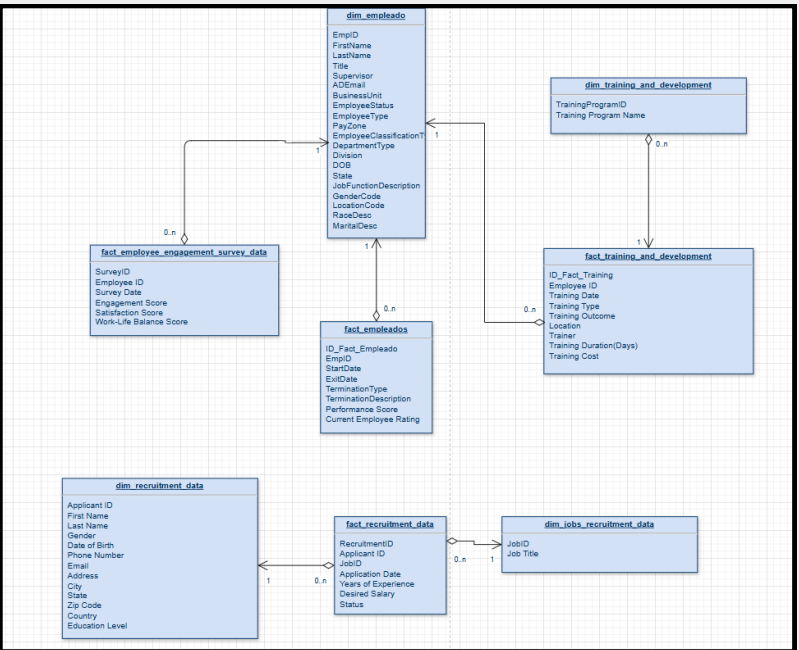 dim_empleado
EmpID
FirstName
LastName
Title
Supervisor
ADEmail
BusinessUnit
EmployeeStatus
EmployeeType
PayZone
EmployeeClassificationT
DepartmentType
Division
DOB
State
JobFunctionDescription
GenderCode
LocationCode
RaceDesc
MaritalDesc
1
1
1
dim_training_and_development
TrainingProgramID
Training Program Name
0..n
1
0..n
fact_employee_engagement_survey_data
SurveyID
Employee ID
Survey Date
Engagement Score
Satisfaction Score
Work-Life Balance Score
0..n
fact_empleados
ID_Fact_Empleado
EmpID
StartDate
ExitDate
TerminationType
TerminationDescription
Performance Score
Current Employee Rating
0..n
fact_training_and_development
ID_Fact_Training
Employee ID
Training Date
Training Type
Training Outcome
Location
Trainer
Training Duration(Days)
Training Cost
dim_recruitment_data
Applicant ID
First Name
Last Name
Gender
Date of Birth
Phone Number
Email
Address
City
State
Zip Code
Country
Education Level
1
0..n
fact_recruitment_data
RecruitmentID
Applicant ID
JobID
Application Date
Years of Experience
Desired Salary
Status
0..n
1
dim_jobs_recruitment_data
JobID
Job Title